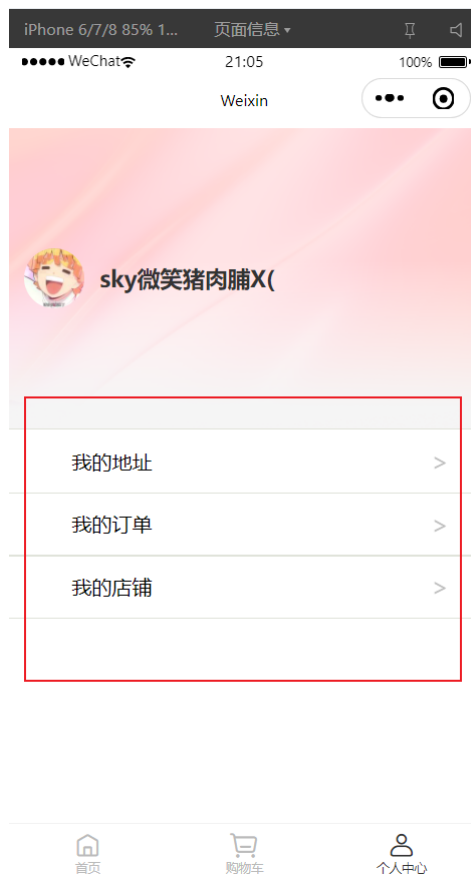 iPhone 6/7/8 85% 1... 页面信息▾
●●●●● WeChat 21:05 100%
Weixin
sky微笑猪肉脯X(
我的地址 >
我的订单 >
我的店铺 >
首页 购物车 个人中心